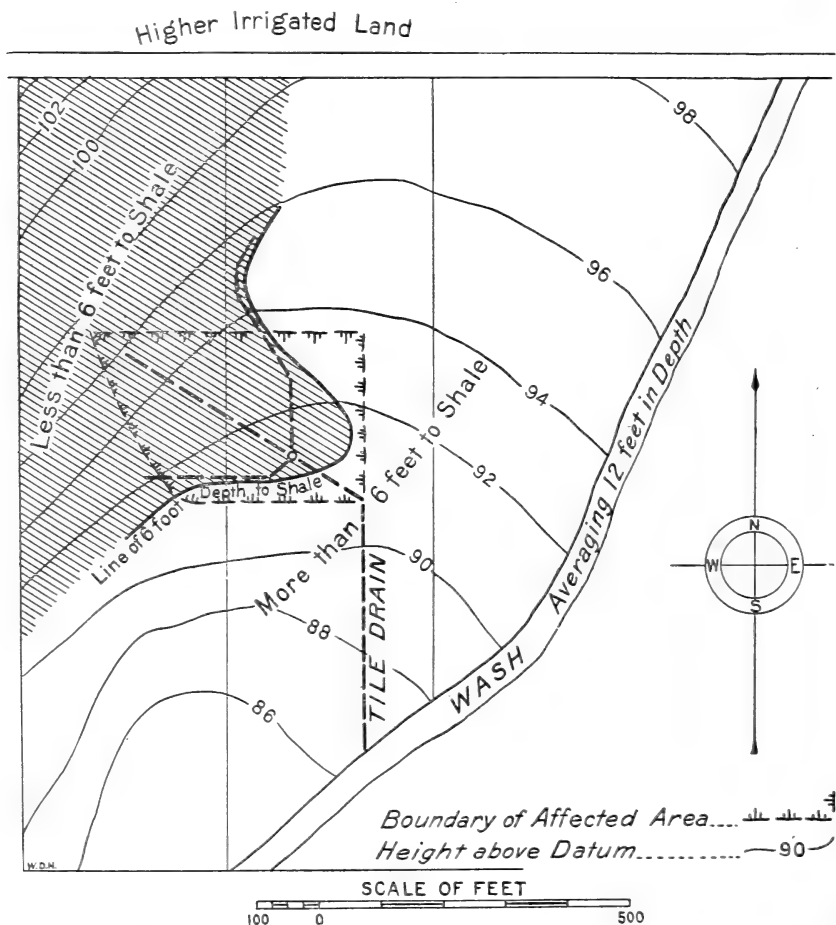 Higher Irrigated Land
102
100
98
96
94
92
90
88
86
Less than 6 feet to Shale
More than 6 feet to Shale
Line of 6 foot Depth to Shale
TILE DRAIN
WASH Averaging 12 feet in Depth
N
W E
S
Boundary of Affected Area....
Height above Datum....... 90
W.D.H.
SCALE OF FEET
100 0 500